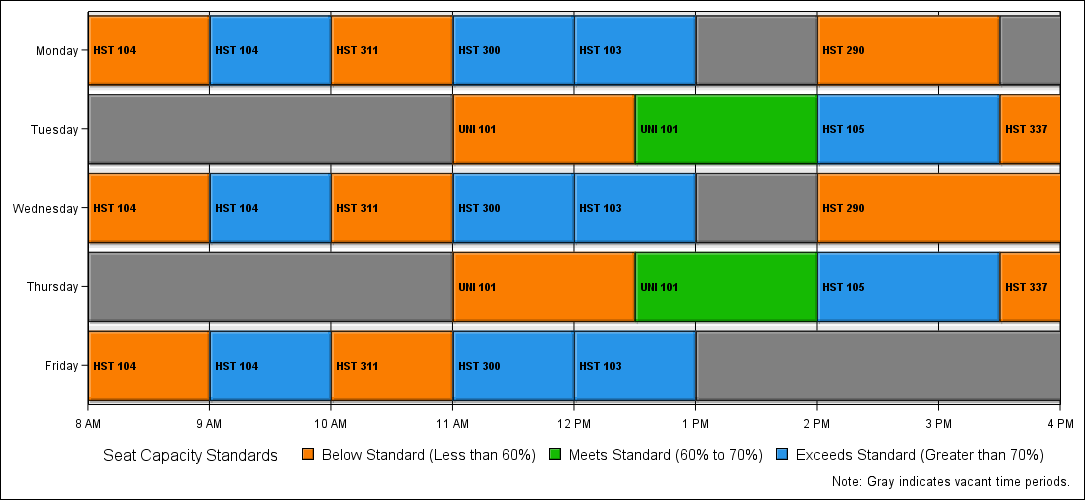 Monday HST 104 HST 104 HST 311 HST 300 HST 103 HST 290
Tuesday UNI 101 UNI 101 HST 105 HST 337
Wednesday HST 104 HST 104 HST 311 HST 300 HST 103 HST 290
Thursday UNI 101 UNI 101 HST 105 HST 337
Friday HST 104 HST 104 HST 311 HST 300 HST 103
8 AM 9 AM 10 AM 11 AM 12 PM 1 PM 2 PM 3 PM 4 PM
Seat Capacity Standards Below Standard (Less than 60%) Meets Standard (60% to 70%) Exceeds Standard (Greater than 70%)
Note: Gray indicates vacant time periods.